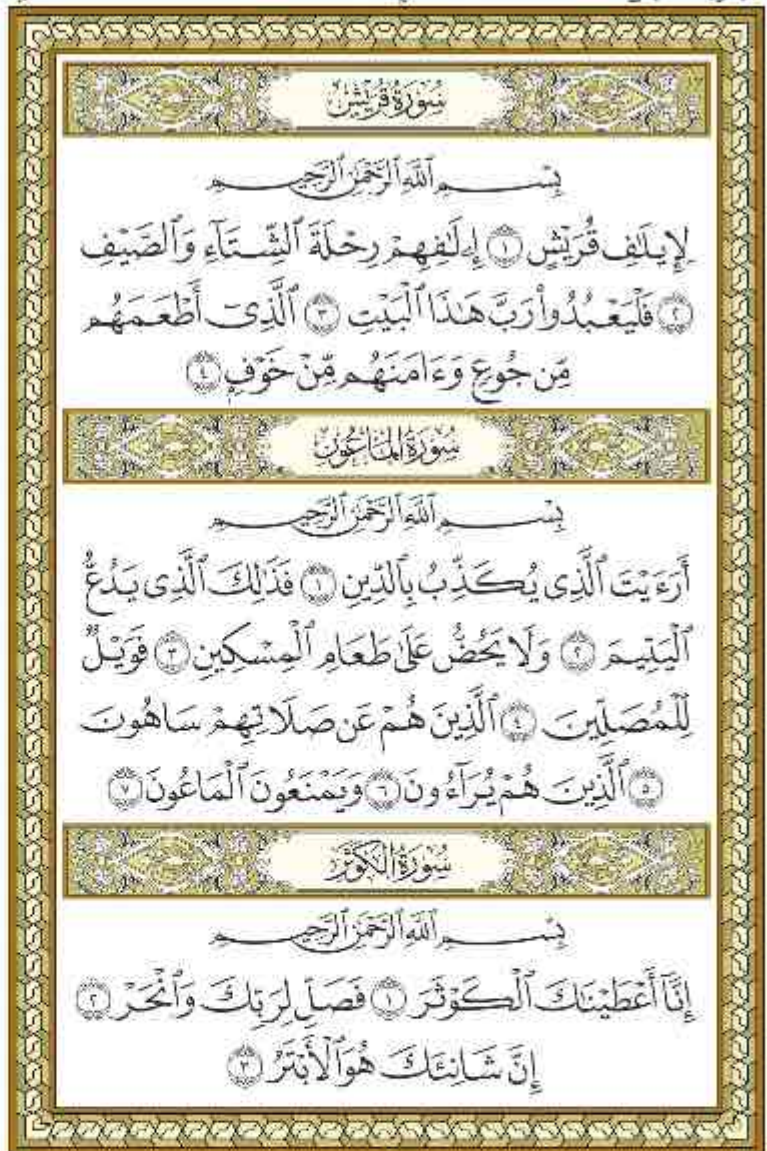 سُورَةُ قُرَيْشٍ
بِسْمِ ٱللَّهِ ٱلرَّحْمَٰنِ ٱلرَّحِيمِ
لِإِيلَٰفِ قُرَيْشٍ ١ إِۦلَٰفِهِمْ رِحْلَةَ ٱلشِّتَآءِ وَٱلصَّيْفِ
٢ فَلْيَعْبُدُوا۟ رَبَّ هَٰذَا ٱلْبَيْتِ ٣ ٱلَّذِىٓ أَطْعَمَهُم
مِّن جُوعٍ وَءَامَنَهُم مِّنْ خَوْفٍۭ ٤
سُورَةُ المَاعُونِ
بِسْمِ ٱللَّهِ ٱلرَّحْمَٰنِ ٱلرَّحِيمِ
أَرَءَيْتَ ٱلَّذِى يُكَذِّبُ بِٱلدِّينِ ١ فَذَٰلِكَ ٱلَّذِى يَدُعُّ
ٱلْيَتِيمَ ٢ وَلَا يَحُضُّ عَلَىٰ طَعَامِ ٱلْمِسْكِينِ ٣ فَوَيْلٌ
لِّلْمُصَلِّينَ ٤ ٱلَّذِينَ هُمْ عَن صَلَاتِهِمْ سَاهُونَ
٥ ٱلَّذِينَ هُمْ يُرَآءُونَ ٦ وَيَمْنَعُونَ ٱلْمَاعُونَ ٧
سُورَةُ الكَوْثَرِ
بِسْمِ ٱللَّهِ ٱلرَّحْمَٰنِ ٱلرَّحِيمِ
إِنَّآ أَعْطَيْنَٰكَ ٱلْكَوْثَرَ ١ فَصَلِّ لِرَبِّكَ وَٱنْحَرْ ٢
إِنَّ شَانِئَكَ هُوَ ٱلْأَبْتَرُ ٣